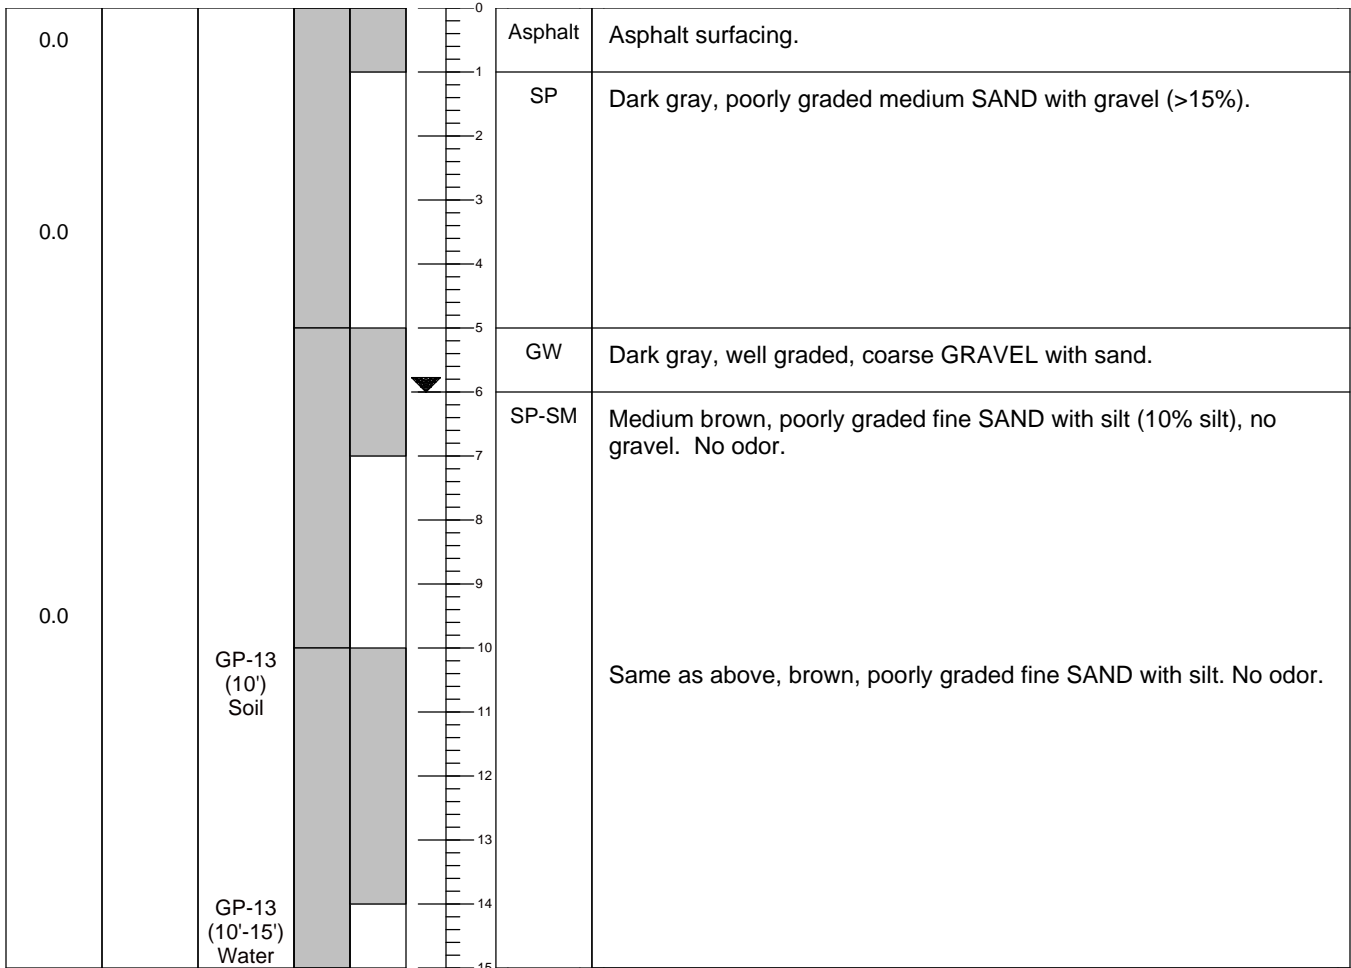 0
0.0
Asphalt
Asphalt surfacing.
1
SP
Dark gray, poorly graded medium SAND with gravel (>15%).
2
3
0.0
4
5
GW
Dark gray, well graded, coarse GRAVEL with sand.
6
SP-SM
Medium brown, poorly graded fine SAND with silt (10% silt), no
gravel.  No odor.
7
8
9
0.0
10
GP-13
(10')
Soil
Same as above, brown, poorly graded fine SAND with silt. No odor.
11
12
13
14
GP-13
(10'-15')
Water
15